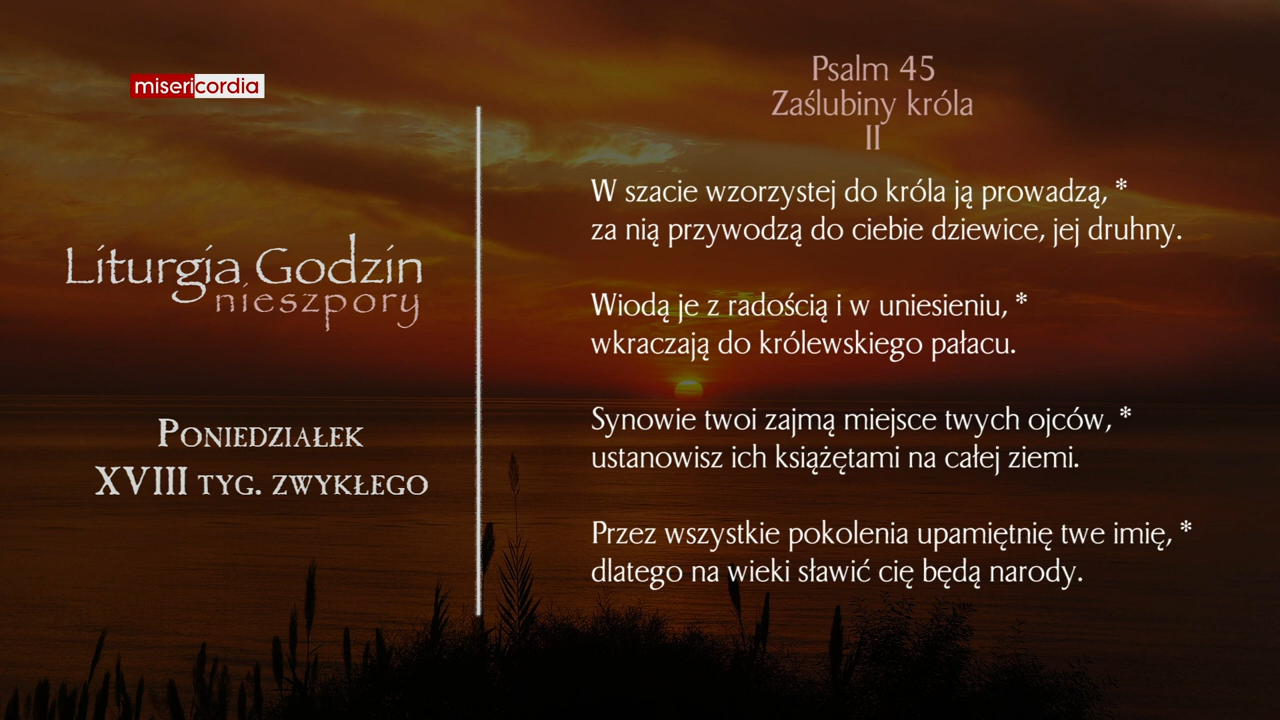 misericordia
Liturgia Godzin
nieszpory
Poniedziałek
XVIII tyg. zwykłego
Psalm 45
Zaślubiny króla
II
W szacie wzorzystej do króla ją prowadzą, *
za nią przywodzą do ciebie dziewice, jej druhny.
Wiodą je z radością i w uniesieniu, *
wkraczają do królewskiego pałacu.
Synowie twoi zajmą miejsce twych ojców, *
ustanowisz ich książętami na całej ziemi.
Przez wszystkie pokolenia upamiętnię twe imię, *
dlatego na wieki sławić cię będą narody.